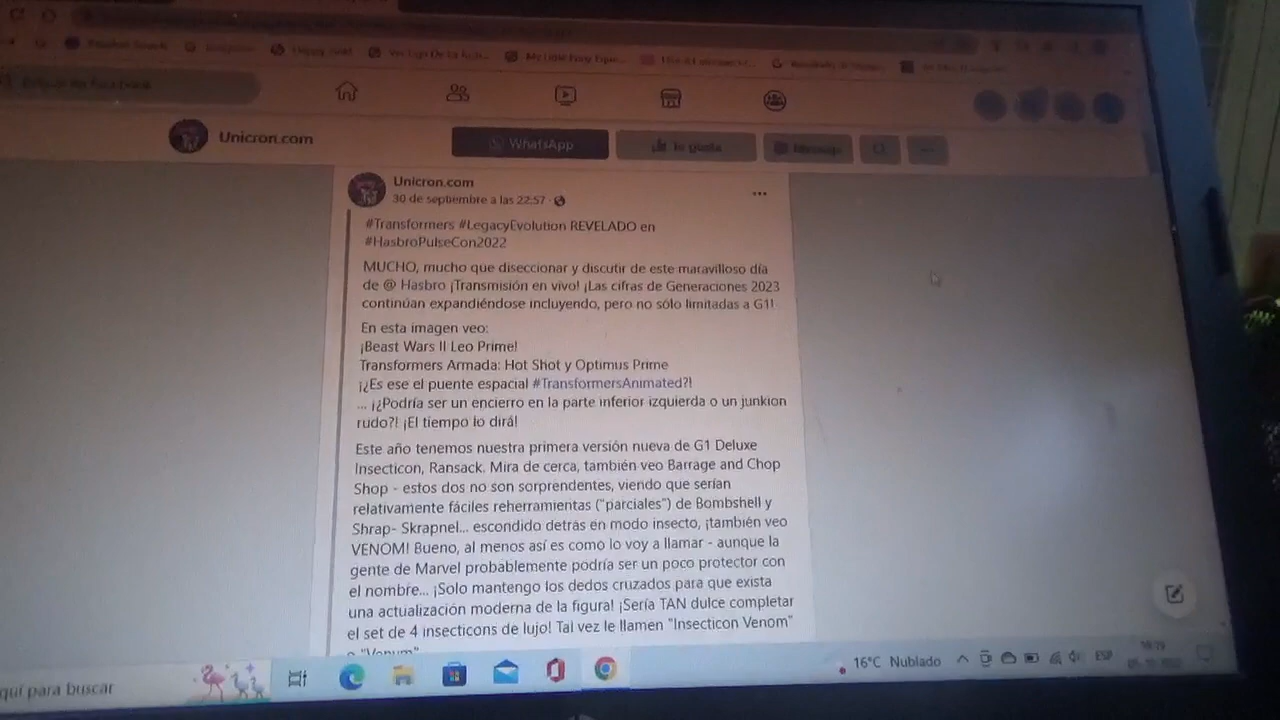 Unicron.com
WhatsApp
Te gusta
Mensaje
Unicron.com
30 de septiembre a las 22:57 ·
#Transformers #LegacyEvolution REVELADO en
#HasbroPulseCon2022
MUCHO, mucho que diseccionar y discutir de este maravilloso día
de @ Hasbro ¡Transmisión en vivo! ¡Las cifras de Generaciones 2023
continúan expandiéndose incluyendo, pero no sólo limitadas a G1!
En esta imagen veo:
¡Beast Wars II Leo Prime!
Transformers Armada: Hot Shot y Optimus Prime
¡¿Es ese el puente espacial #TransformersAnimated?!
... ¡¿Podría ser un encierro en la parte inferior izquierda o un junkion
rudo?! ¡El tiempo lo dirá!
Este año tenemos nuestra primera versión nueva de G1 Deluxe
Insecticon, Ransack. Mira de cerca, también veo Barrage and Chop
Shop - estos dos no son sorprendentes, viendo que serían
relativamente fáciles reherramientas ("parciales") de Bombshell y
Shrap- Skrapnel... escondido detrás en modo insecto, ¡también veo
VENOM! Bueno, al menos así es como lo voy a llamar - aunque la
gente de Marvel probablemente podría ser un poco protector con
el nombre... ¡Solo mantengo los dedos cruzados para que exista
una actualización moderna de la figura! ¡Sería TAN dulce completar
el set de 4 insecticons de lujo! Tal vez le llamen "Insecticon Venom"
o "Venum"
quí para buscar
16°C Nublado
ESP